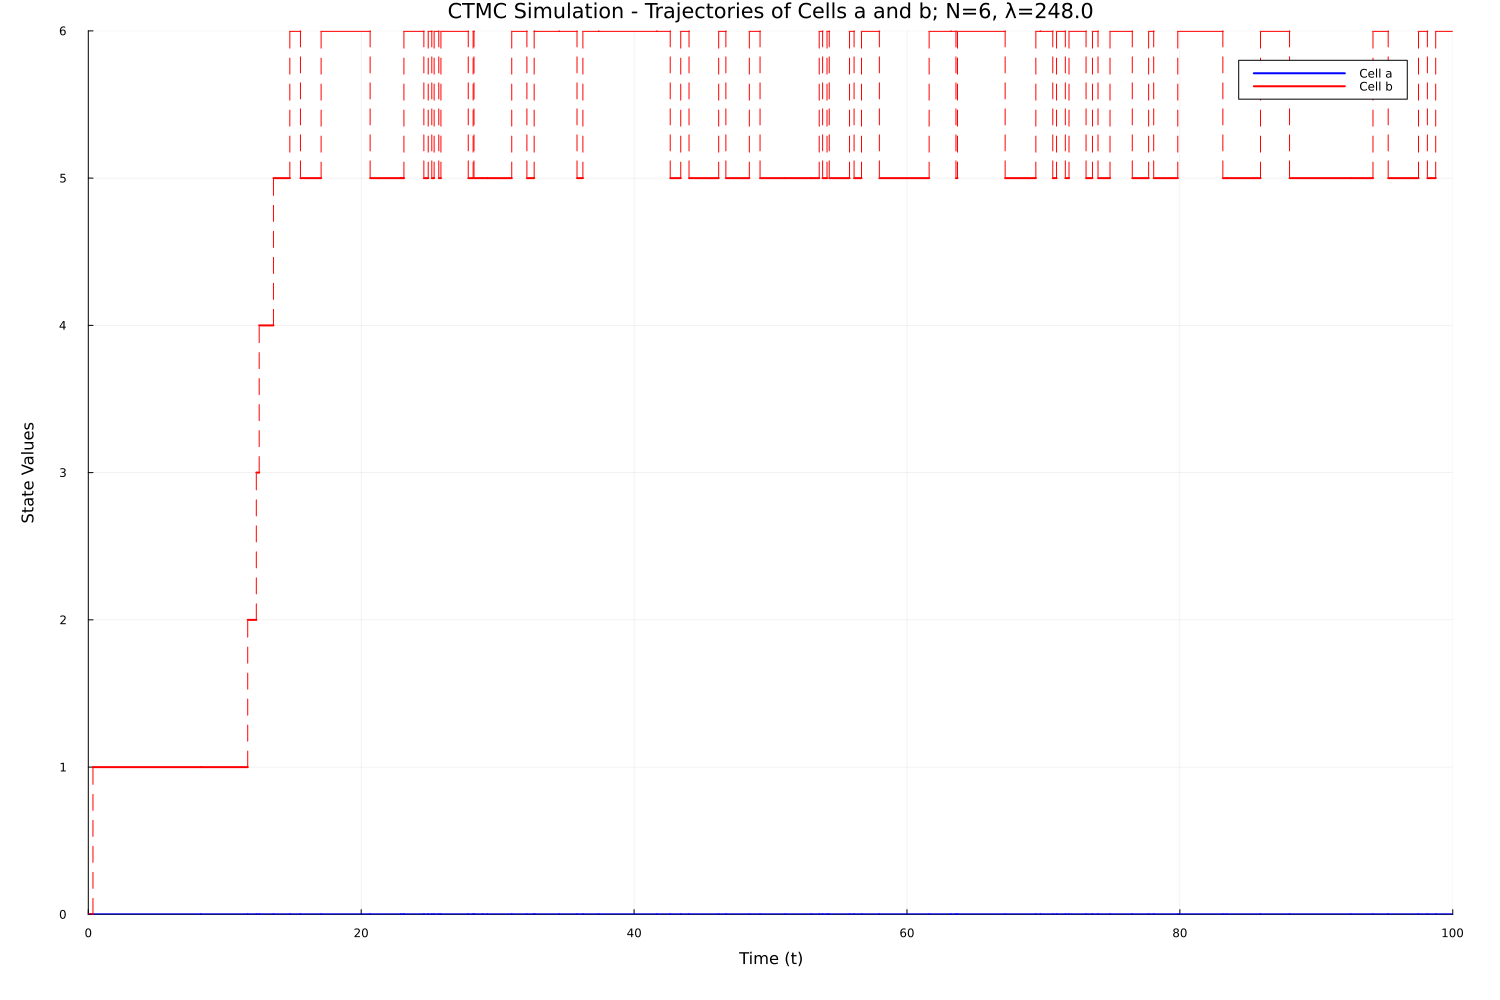 CTMC Simulation - Trajectories of Cells a and b; N=6, λ=248.0
6
Cell a
Cell b
5
4
3
State Values
2
1
0
0 20 40 60 80 100
Time (t)